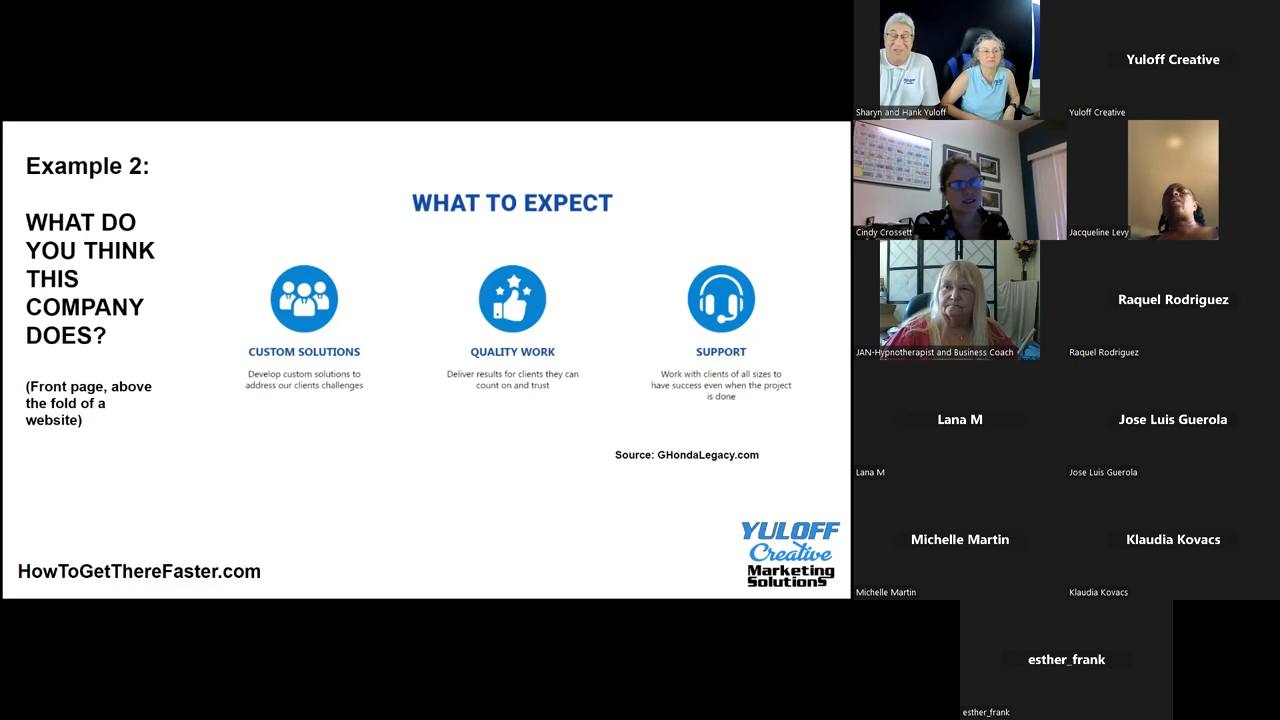 Example 2:
WHAT DO
YOU THINK
THIS
COMPANY
DOES?
(Front page, above
the fold of a
website)
WHAT TO EXPECT
CUSTOM SOLUTIONS
Develop custom solutions to
address our clients challenges
QUALITY WORK
Deliver results for clients they can
count on and trust
SUPPORT
Work with clients of all sizes to
have success even when the project
is done
Source: GHondaLegacy.com
HowToGetThereFaster.com
YULOFF
Creative
Marketing
Solutions
Sharyn and Hank Yuloff
Yuloff Creative
Yuloff Creative
Cindy Crossett
Jacqueline Levy
JAN-Hypnotherapist and Business Coach
Raquel Rodriguez
Raquel Rodriguez
Lana M
Lana M
Jose Luis Guerola
Jose Luis Guerola
Michelle Martin
Michelle Martin
Klaudia Kovacs
Klaudia Kovacs
esther_frank
esther_frank